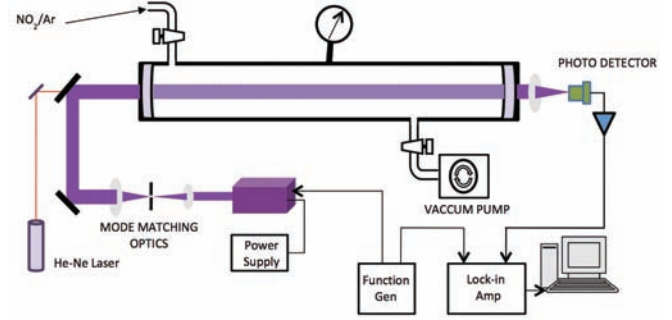 NO2/Ar
PHOTO DETECTOR
MODE MATCHING
OPTICS
VACCUM PUMP
He-Ne Laser
Power
Supply
Function
Gen
Lock-in
Amp